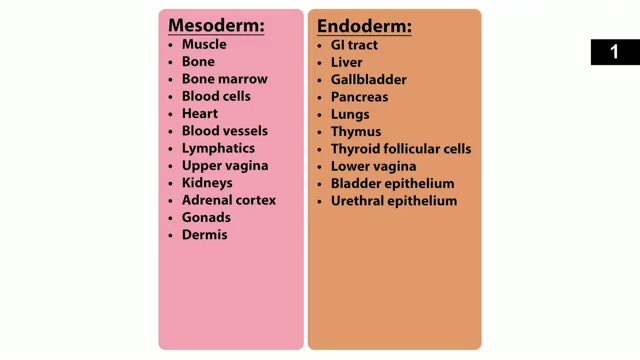 Mesoderm:
• Muscle
• Bone
• Bone marrow
• Blood cells
• Heart
• Blood vessels
• Lymphatics
• Upper vagina
• Kidneys
• Adrenal cortex
• Gonads
• Dermis
Endoderm:
• GI tract
• Liver
• Gallbladder
• Pancreas
• Lungs
• Thymus
• Thyroid follicular cells
• Lower vagina
• Bladder epithelium
• Urethral epithelium
1